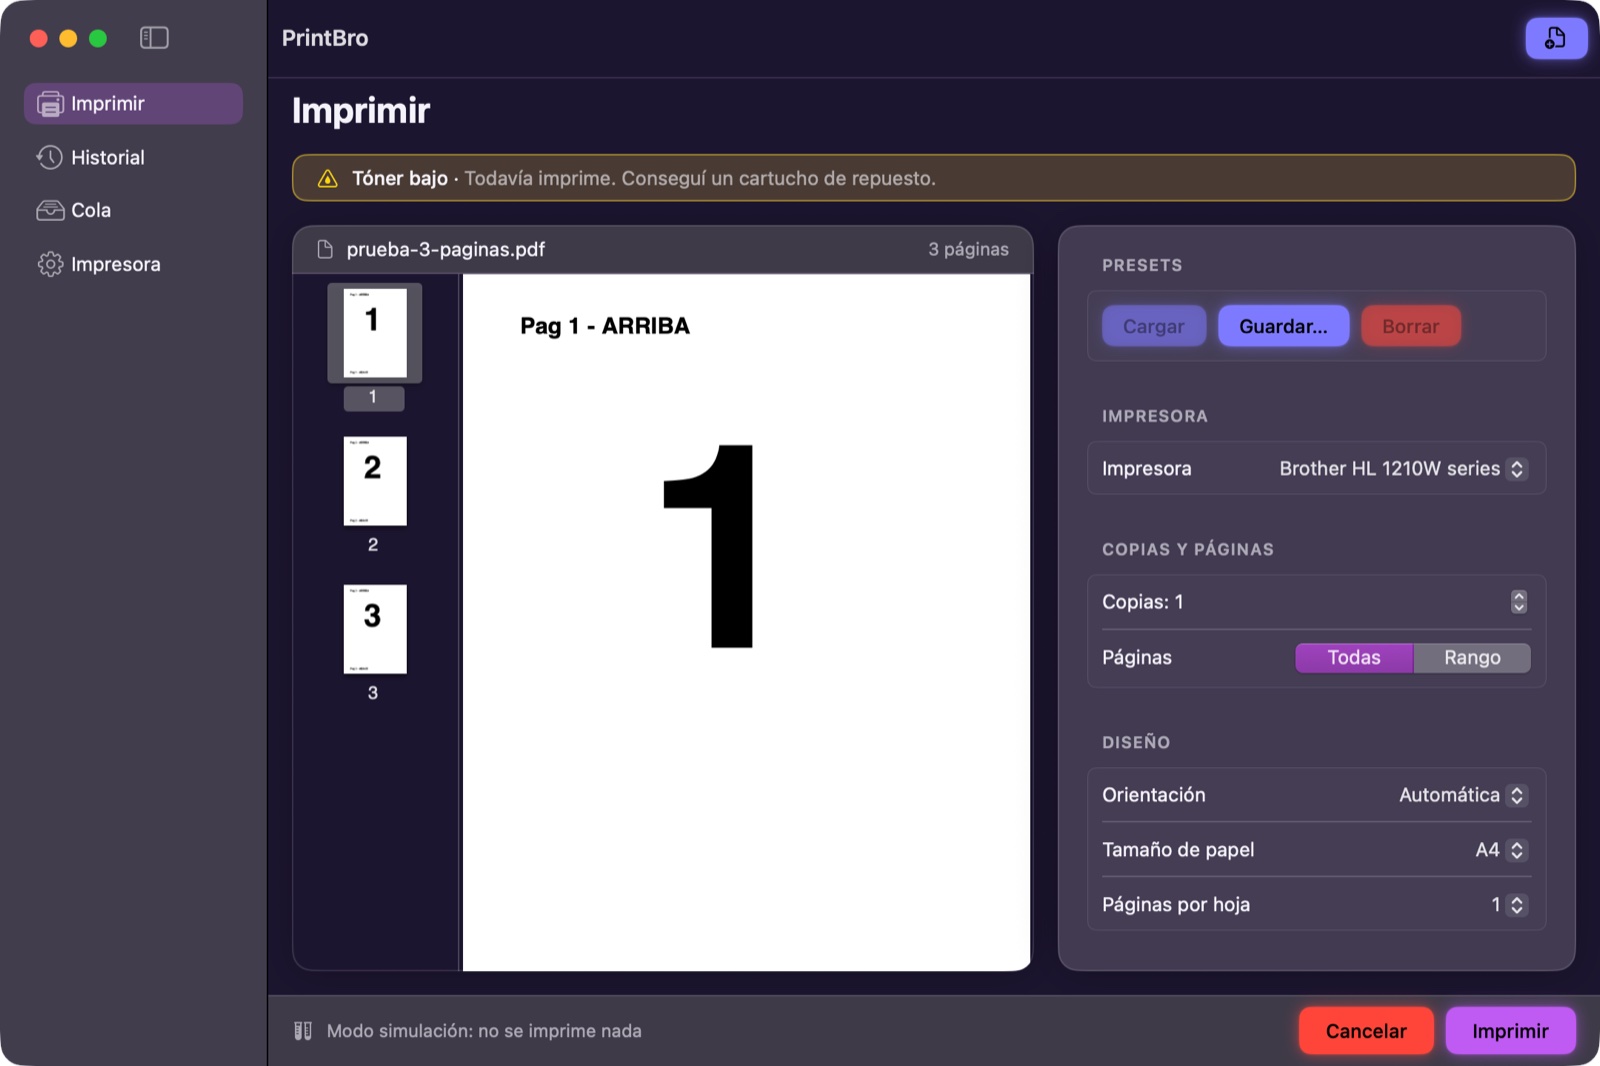 PrintBro
Imprimir
Historial
Cola
Impresora
Imprimir
Tóner bajo · Todavía imprime. Conseguí un cartucho de repuesto.
prueba-3-paginas.pdf
3 páginas
1
1
2
2
3
3
Pag 1 - ARRIBA
1
PRESETS
Cargar
Guardar...
Borrar
IMPRESORA
Impresora
Brother HL 1210W series
COPIAS Y PÁGINAS
Copias: 1
Páginas
Todas
Rango
DISEÑO
Orientación
Automática
Tamaño de papel
A4
Páginas por hoja
1
Modo simulación: no se imprime nada
Cancelar
Imprimir